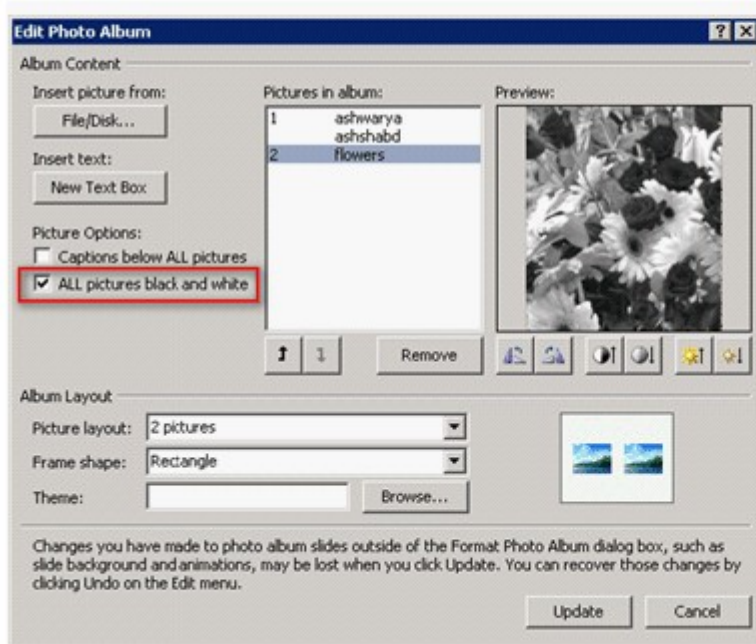 Edit Photo Album
Album Content
Insert picture from:
File/Disk...
Insert text:
New Text Box
Picture Options:
Captions below ALL pictures
ALL pictures black and white
Pictures in album:
1 ashwarya
ashshabd
2 flowers
Remove
Preview:
Album Layout
Picture layout: 2 pictures
Frame shape: Rectangle
Theme:
Browse...
Changes you have made to photo album slides outside of the Format Photo Album dialog box, such as
slide background and animations, may be lost when you click Update. You can recover those changes by
clicking Undo on the Edit menu.
Update
Cancel